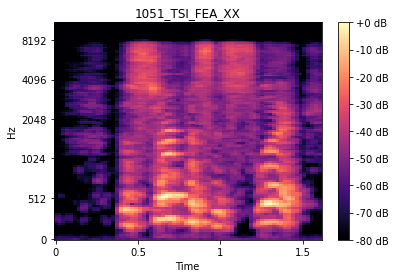 1051_TSI_FEA_XX
8192
4096
2048
1024
512
0
Hz
0
0.5
1
1.5
Time
+0 dB
-10 dB
-20 dB
-30 dB
-40 dB
-50 dB
-60 dB
-70 dB
-80 dB